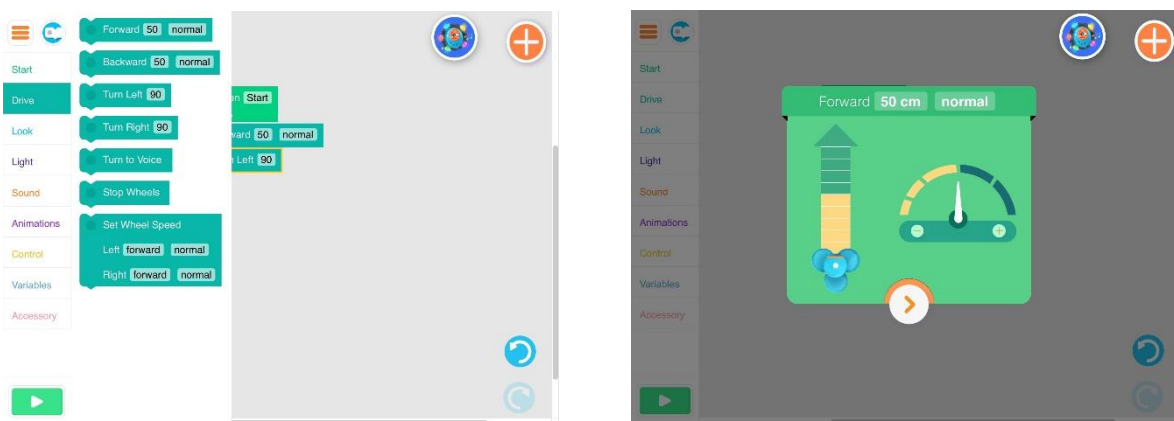 Start
Drive
Look
Light
Sound
Animations
Control
Variables
Accessory
Forward 50 normal
Backward 50 normal
Turn Left 90
Turn Right 90
Turn to Voice
Stop Wheels
Set Wheel Speed
Left forward normal
Right forward normal
Start
50 normal
Left 90
Start
Drive
Look
Light
Sound
Animations
Control
Variables
Accessory
Forward 50 cm normal